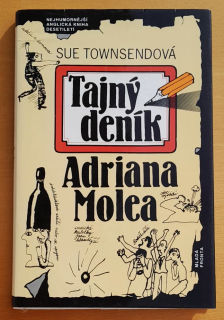 NEJHUMORNĚJŠÍ
ANGLICKÁ KNIHA
DESETILETÍ
SUE TOWNSENDOVÁ
Tajný
deník
Adriana
Molea
MLADÁ
FRONTA